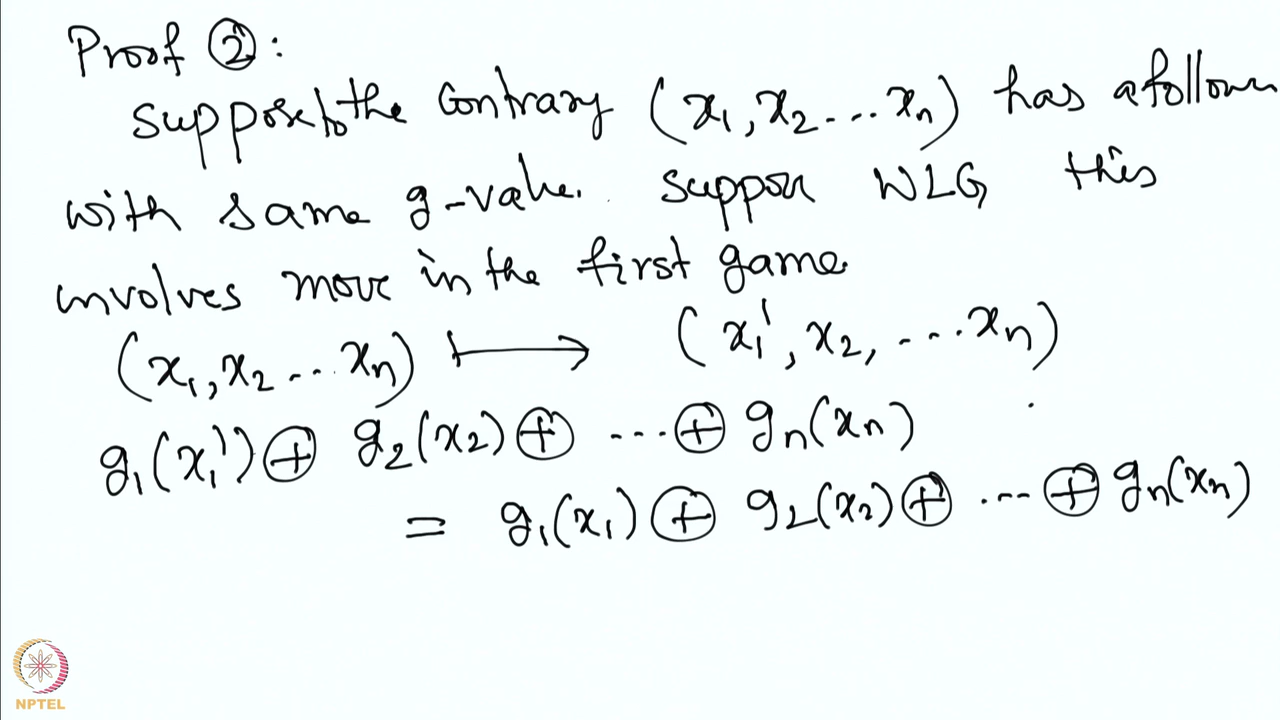 Proof ②:
suppose to the contrary (x₁, x₂ ... xₙ) has a follower
with same g-value. suppose WLG, this
involves move in the first game.
(x₁, x₂ ... xₙ) ⟼ (x₁', x₂, ... xₙ)
g₁(x₁') ⊕ g₂(x₂) ⊕ ... ⊕ gₙ(xₙ)
= g₁(x₁) ⊕ g₂(x₂) ⊕ ... ⊕ gₙ(xₙ)
NPTEL